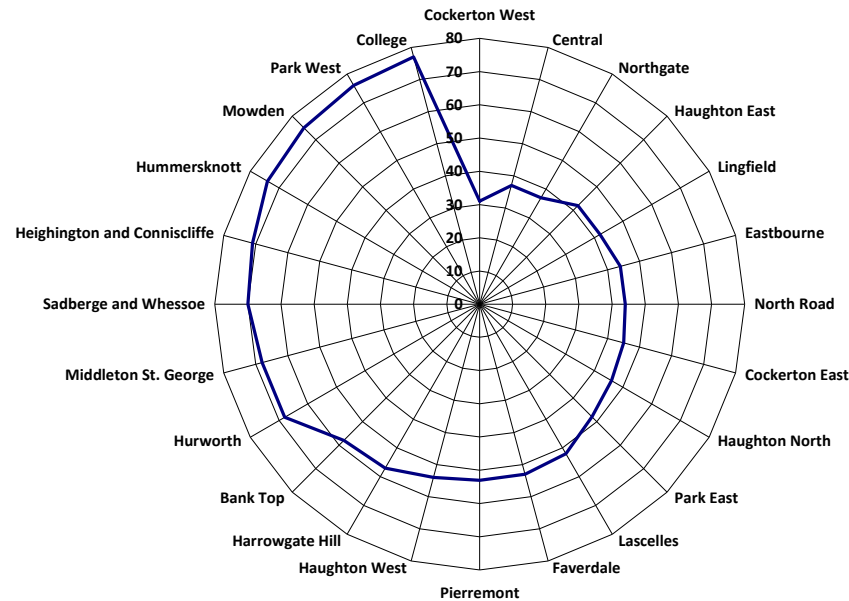 Cockerton West
Central
Northgate
Haughton East
Lingfield
Eastbourne
North Road
Cockerton East
Haughton North
Park East
Lascelles
Faverdale
Pierremont
Haughton West
Harrowgate Hill
Bank Top
Hurworth
Middleton St. George
Sadberge and Whessoe
Heighington and Conniscliffe
Hummersknott
Mowden
Park West
College
80
70
60
50
40
30
20
10
0